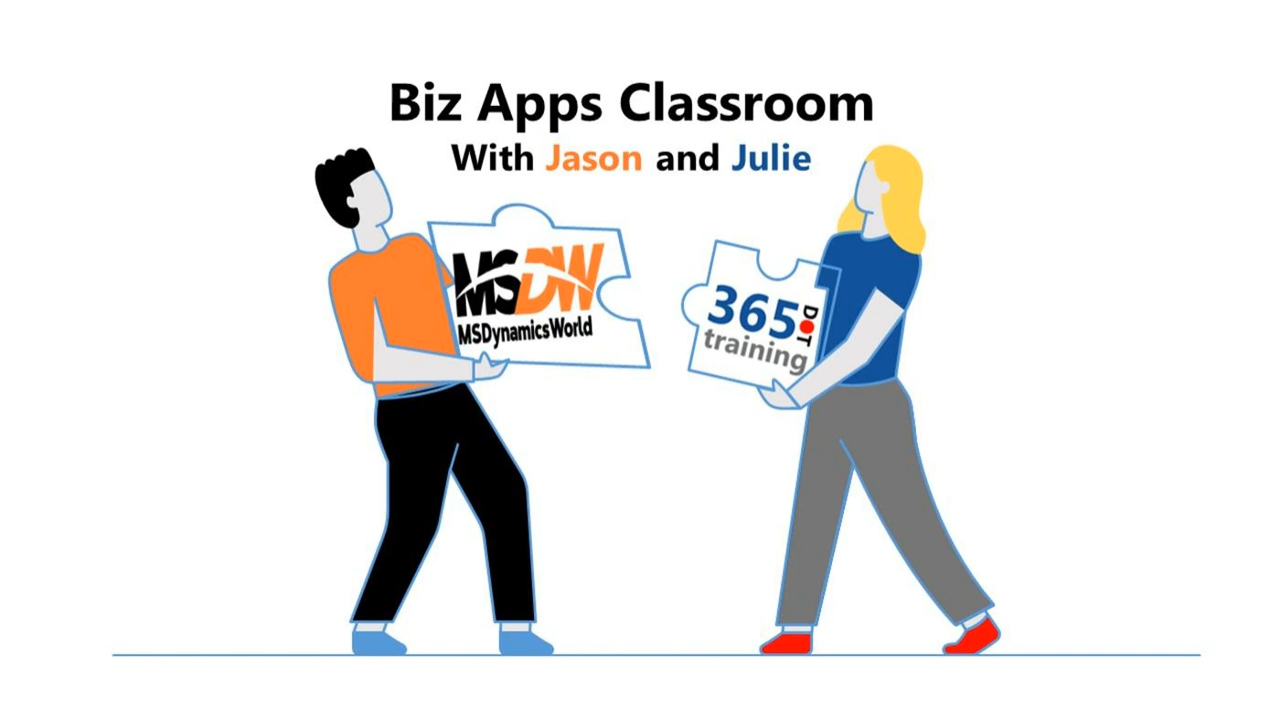 Biz Apps Classroom
With Jason and Julie
MSDW
MSDynamicsWorld
365
DOT
training